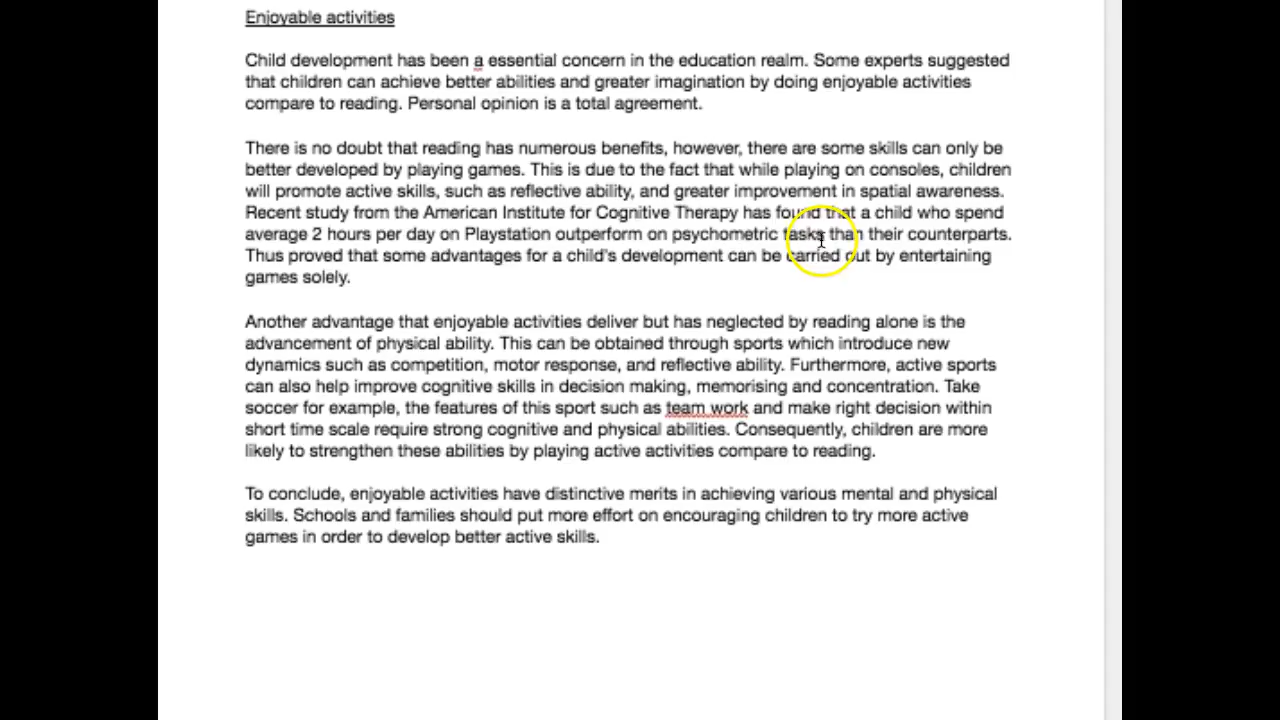 Enjoyable activities
Child development has been a essential concern in the education realm. Some experts suggested
that children can achieve better abilities and greater imagination by doing enjoyable activities
compare to reading. Personal opinion is a total agreement.
There is no doubt that reading has numerous benefits, however, there are some skills can only be
better developed by playing games. This is due to the fact that while playing on consoles, children
will promote active skills, such as reflective ability, and greater improvement in spatial awareness.
Recent study from the American Institute for Cognitive Therapy has found that a child who spend
average 2 hours per day on Playstation outperform on psychometric tasks than their counterparts.
Thus proved that some advantages for a child's development can be carried out by entertaining
games solely.
Another advantage that enjoyable activities deliver but has neglected by reading alone is the
advancement of physical ability. This can be obtained through sports which introduce new
dynamics such as competition, motor response, and reflective ability. Furthermore, active sports
can also help improve cognitive skills in decision making, memorising and concentration. Take
soccer for example, the features of this sport such as team work and make right decision within
short time scale require strong cognitive and physical abilities. Consequently, children are more
likely to strengthen these abilities by playing active activities compare to reading.
To conclude, enjoyable activities have distinctive merits in achieving various mental and physical
skills. Schools and families should put more effort on encouraging children to try more active
games in order to develop better active skills.